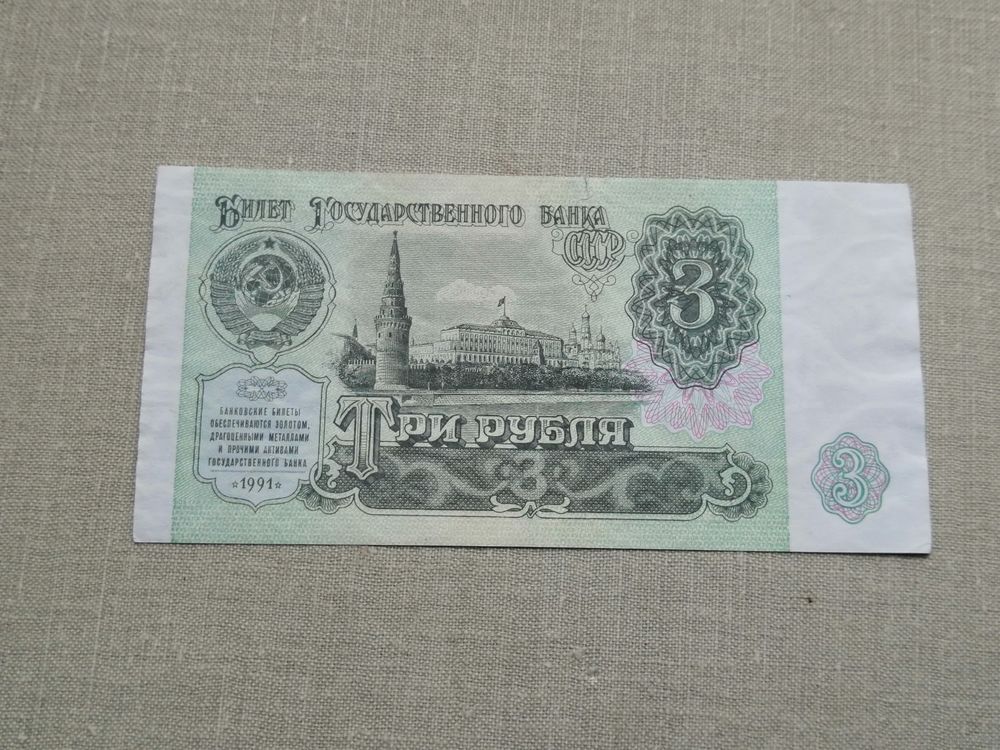 Билет Государственного Банка
СССР
3
БАНКОВСКИЕ БИЛЕТЫ
ОБЕСПЕЧИВАЮТСЯ ЗОЛОТОМ,
ДРАГОЦЕННЫМИ МЕТАЛЛАМИ
И ПРОЧИМИ АКТИВАМИ
ГОСУДАРСТВЕННОГО БАНКА
☆1991☆
Три рубля
3
3